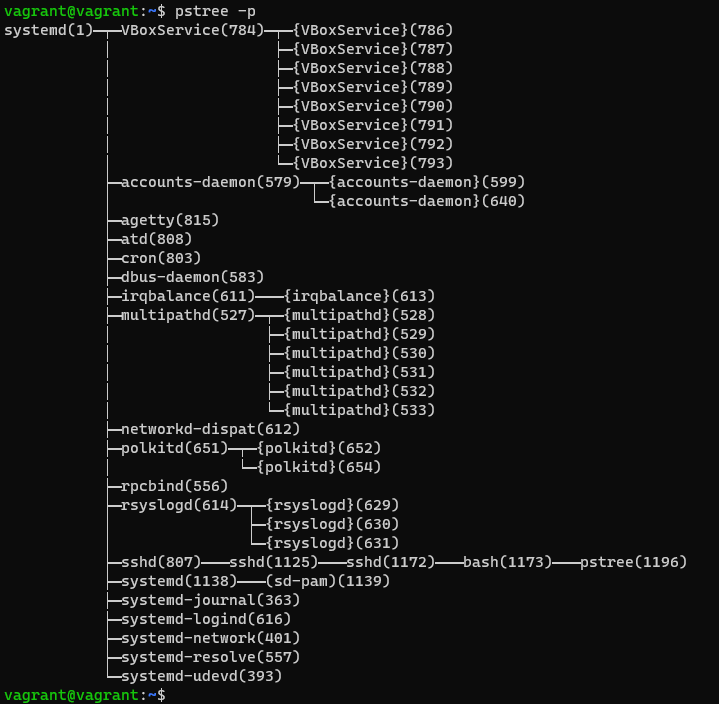 vagrant@vagrant:~$ pstree -p
systemd(1)─┬─VBoxService(784)─┬─{VBoxService}(786)
           │                  ├─{VBoxService}(787)
           │                  ├─{VBoxService}(788)
           │                  ├─{VBoxService}(789)
           │                  ├─{VBoxService}(790)
           │                  ├─{VBoxService}(791)
           │                  ├─{VBoxService}(792)
           │                  └─{VBoxService}(793)
           ├─accounts-daemon(579)─┬─{accounts-daemon}(599)
           │                      └─{accounts-daemon}(640)
           ├─agetty(815)
           ├─atd(808)
           ├─cron(803)
           ├─dbus-daemon(583)
           ├─irqbalance(611)───{irqbalance}(613)
           ├─multipathd(527)─┬─{multipathd}(528)
           │                 ├─{multipathd}(529)
           │                 ├─{multipathd}(530)
           │                 ├─{multipathd}(531)
           │                 ├─{multipathd}(532)
           │                 └─{multipathd}(533)
           ├─networkd-dispat(612)
           ├─polkitd(651)─┬─{polkitd}(652)
           │              └─{polkitd}(654)
           ├─rpcbind(556)
           ├─rsyslogd(614)─┬─{rsyslogd}(629)
           │               ├─{rsyslogd}(630)
           │               └─{rsyslogd}(631)
           ├─sshd(807)───sshd(1125)───sshd(1172)───bash(1173)───pstree(1196)
           ├─systemd(1138)───(sd-pam)(1139)
           ├─systemd-journal(363)
           ├─systemd-logind(616)
           ├─systemd-network(401)
           ├─systemd-resolve(557)
           └─systemd-udevd(393)
vagrant@vagrant:~$